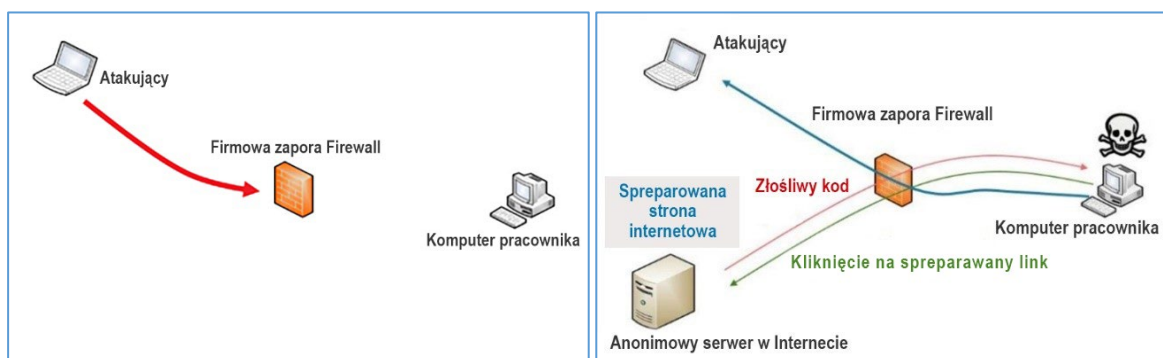 Atakujący
Firmowa zapora Firewall
Komputer pracownika
Atakujący
Firmowa zapora Firewall
Złośliwy kod
Spreparowana
strona
internetowa
Komputer pracownika
Kliknięcie na spreparawany link
Anonimowy serwer w Internecie